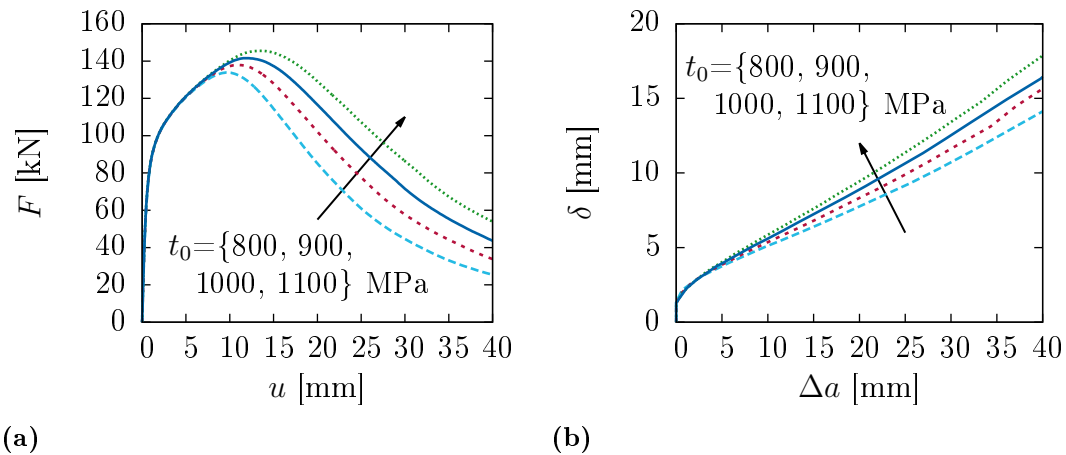 160
140
120
100
80
60
40
20
0
F [kN]
t₀={800, 900,
1000, 1100} MPa
0 5 10 15 20 25 30 35 40
u [mm]
(a)
20
15
10
5
0
δ [mm]
t₀={800, 900,
1000, 1100} MPa
0 5 10 15 20 25 30 35 40
Δa [mm]
(b)